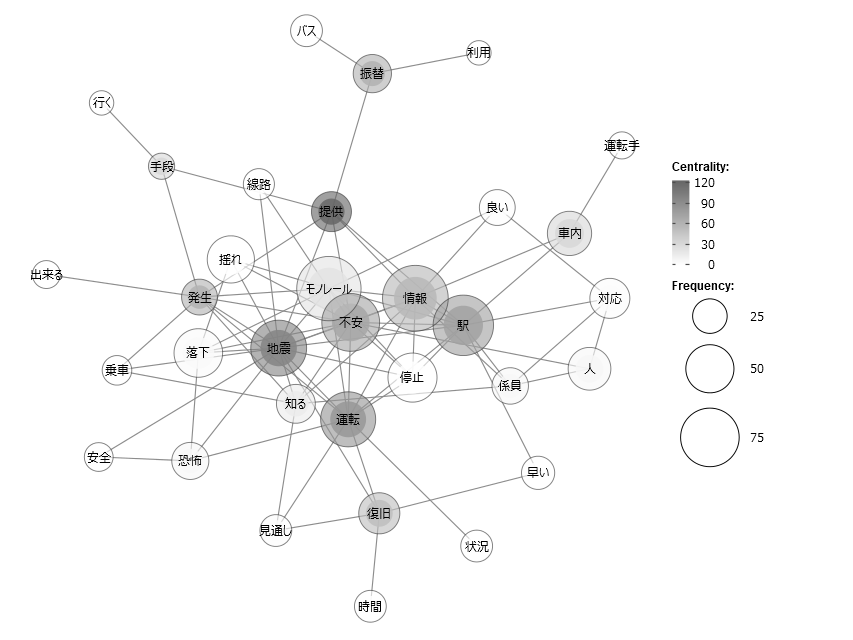 バス
利用
振替
行く
運転手
手段
線路
提供
良い
車内
揺れ
出来る
発生
モノレール
情報
対応
不安
駅
地震
落下
乗車
停止
人
係員
知る
運転
安全
恐怖
早い
復旧
見通し
状況
時間
Centrality:
120
90
60
30
0
Frequency:
25
50
75